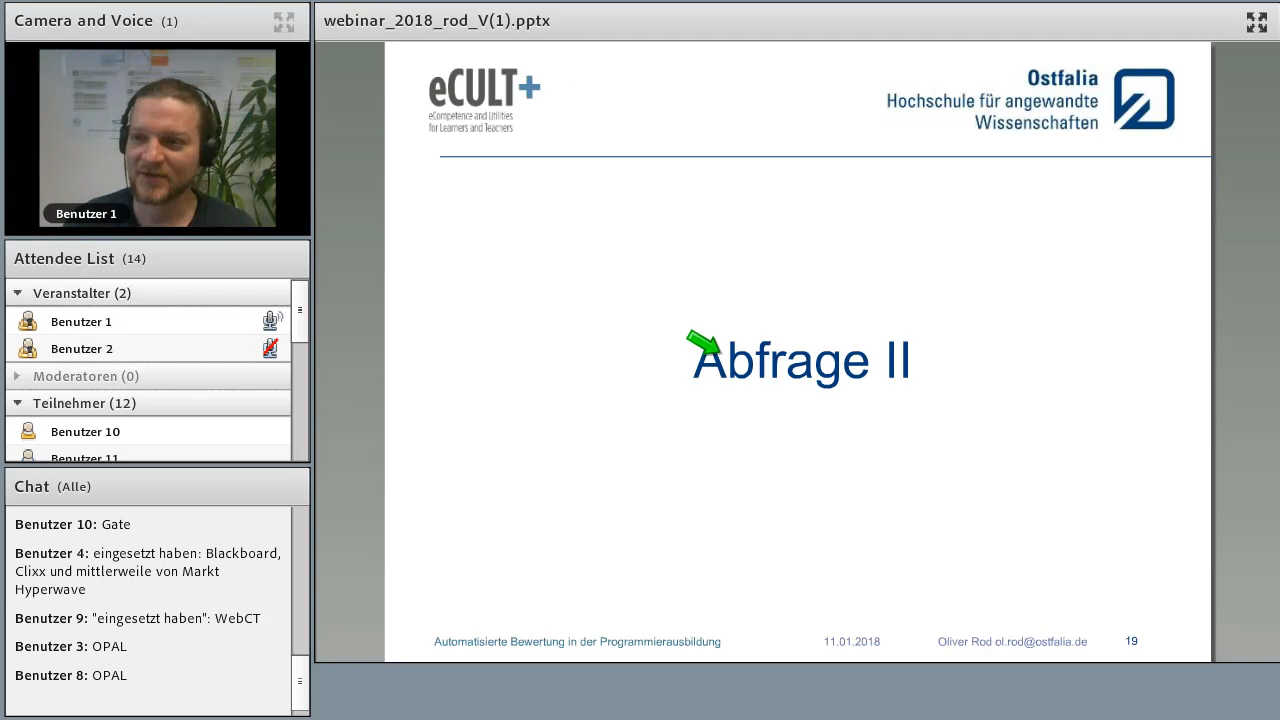 Camera and Voice (1)
Benutzer 1
Attendee List (14)
Veranstalter (2)
Benutzer 1
Benutzer 2
Moderatoren (0)
Teilnehmer (12)
Benutzer 10
Benutzer 11
Chat (Alle)
Benutzer 10: Gate
Benutzer 4: eingesetzt haben: Blackboard,
Clixx und mittlerweile von Markt
Hyperwave
Benutzer 9: "eingesetzt haben": WebCT
Benutzer 3: OPAL
Benutzer 8: OPAL
webinar_2018_rod_V(1).pptx
eCULT+
eCompetence and Utilities
for Learners and Teachers
Ostfalia
Hochschule für angewandte
Wissenschaften
Abfrage II
Automatisierte Bewertung in der Programmierausbildung 11.01.2018 Oliver Rod ol.rod@ostfalia.de 19